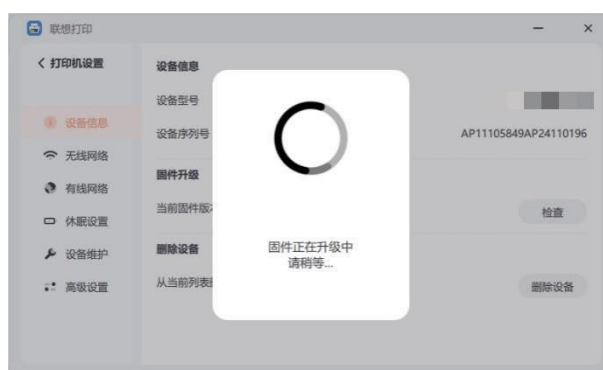 联想打印
打印机设置
设备信息
无线网络
有线网络
休眠设置
设备维护
高级设置
设备信息
设备型号
设备序列号 AP11105849AP24110196
固件升级
当前固件版 检查
删除设备
从当前列表 删除设备
固件正在升级中
请稍等...